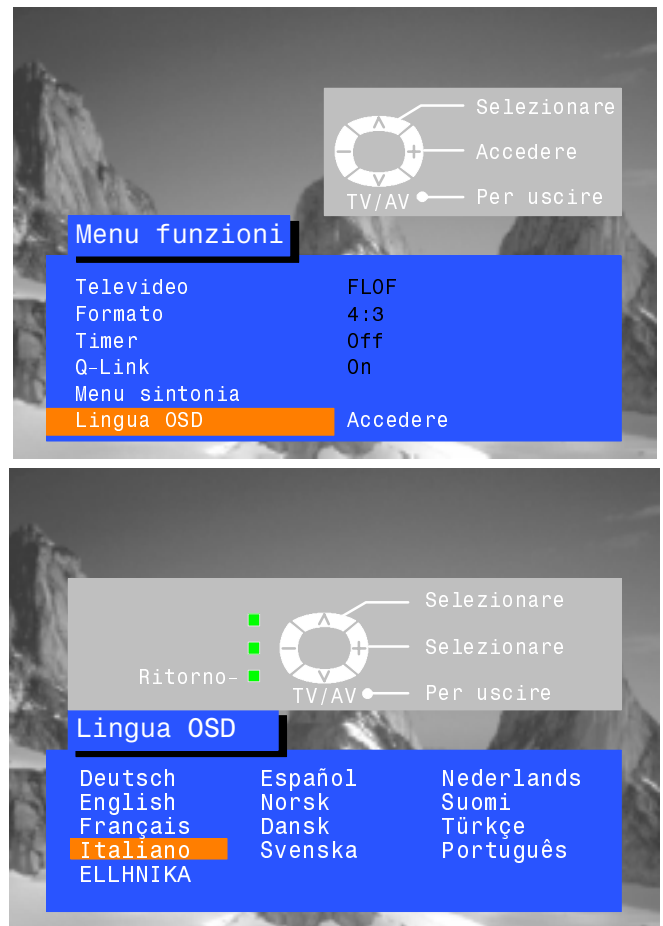 Selezionare
Accedere
TV/AV Per uscire
Menu funzioni
Televideo FLOF
Formato 4:3
Timer Off
Q-Link On
Menu sintonia
Lingua OSD Accedere
Selezionare
Selezionare
Ritorno
TV/AV Per uscire
Lingua OSD
Deutsch Español Nederlands
English Norsk Suomi
Français Dansk Türkçe
Italiano Svenska Português
ELLHNIKA